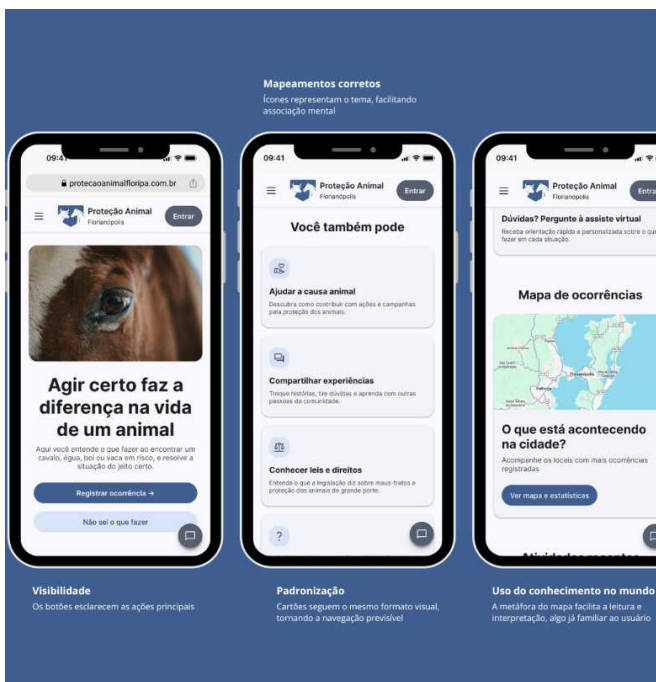 Mapeamentos corretos
Ícones representam o tema, facilitando
associação mental
09:41
protecaoanimalfloripa.com.br
Proteção Animal
Florianópolis
Entrar
Agir certo faz a
diferença na vida
de um animal
Aqui você entende o que fazer ao encontrar um
cavalo, égua, boi ou vaca em risco, e resolve a
situação do jeito certo.
Registrar ocorrência →
Não sei o que fazer
Visibilidade
Os botões esclarecem as ações principais
09:41
Proteção Animal
Florianópolis
Entrar
Você também pode
Ajudar a causa animal
Descubra como contribuir com ações e campanhas
pela proteção dos animais.
Compartilhar experiências
Troque histórias, tire dúvidas e aprenda com outras
pessoas da comunidade.
Conhecer leis e direitos
Entenda o que a legislação diz sobre maus-tratos e
proteção dos animais de grande porte.
?
Padronização
Cartões seguem o mesmo formato visual,
tornando a navegação previsível
09:41
Proteção Animal
Florianópolis
Entra
Dúvidas? Pergunte à assiste virtual
Receba orientação rápida e personalizada sobre o que
fazer em cada situação.
Mapa de ocorrências
Florianópolis
Palhoça
O que está acontecendo
na cidade?
Acompanhe os locais com mais ocorrências
registradas
Ver mapa e estatísticas
Atividades recentes
Uso do conhecimento no mundo
A metáfora do mapa facilita a leitura e
interpretação, algo já familiar ao usuário